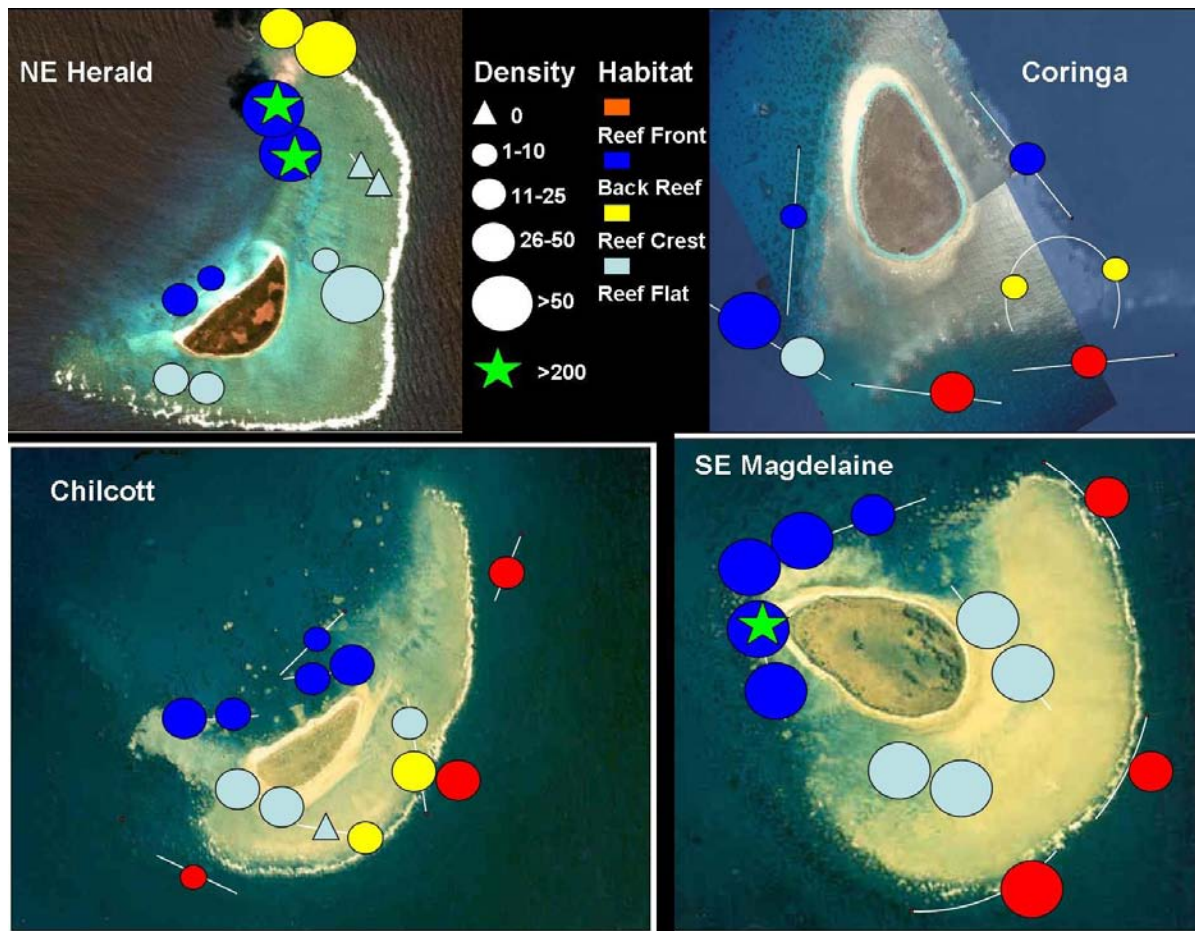 NE Herald
Density
Habitat
0
1-10
11-25
26-50
>50
>200
Reef Front
Back Reef
Reef Crest
Reef Flat
Coringa
Chilcott
SE Magdelaine